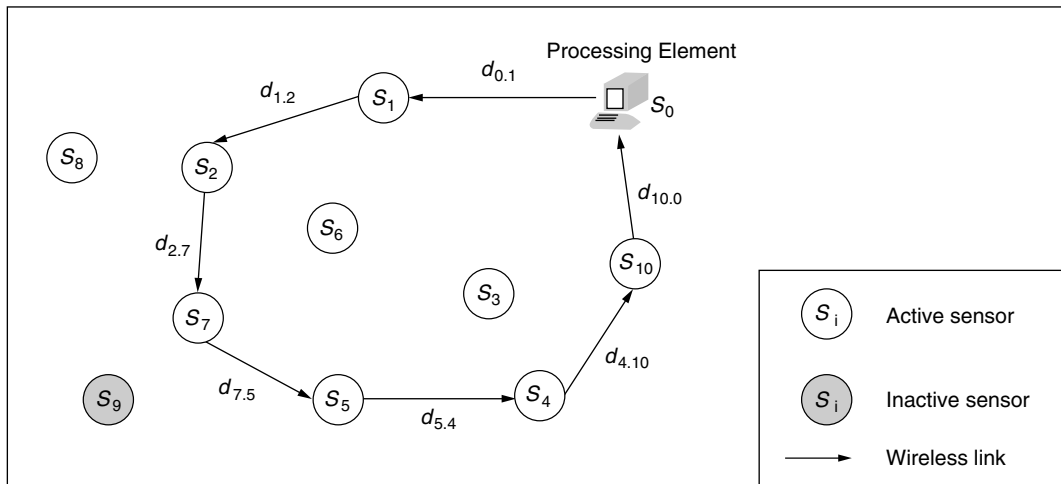 Processing Element
d0.1
S0
S1
d1.2
S8
S2
d10.0
S6
d2.7
S10
S3
S7
d4.10
d7.5
S9
S5
d5.4
S4
Si Active sensor
Si Inactive sensor
Wireless link